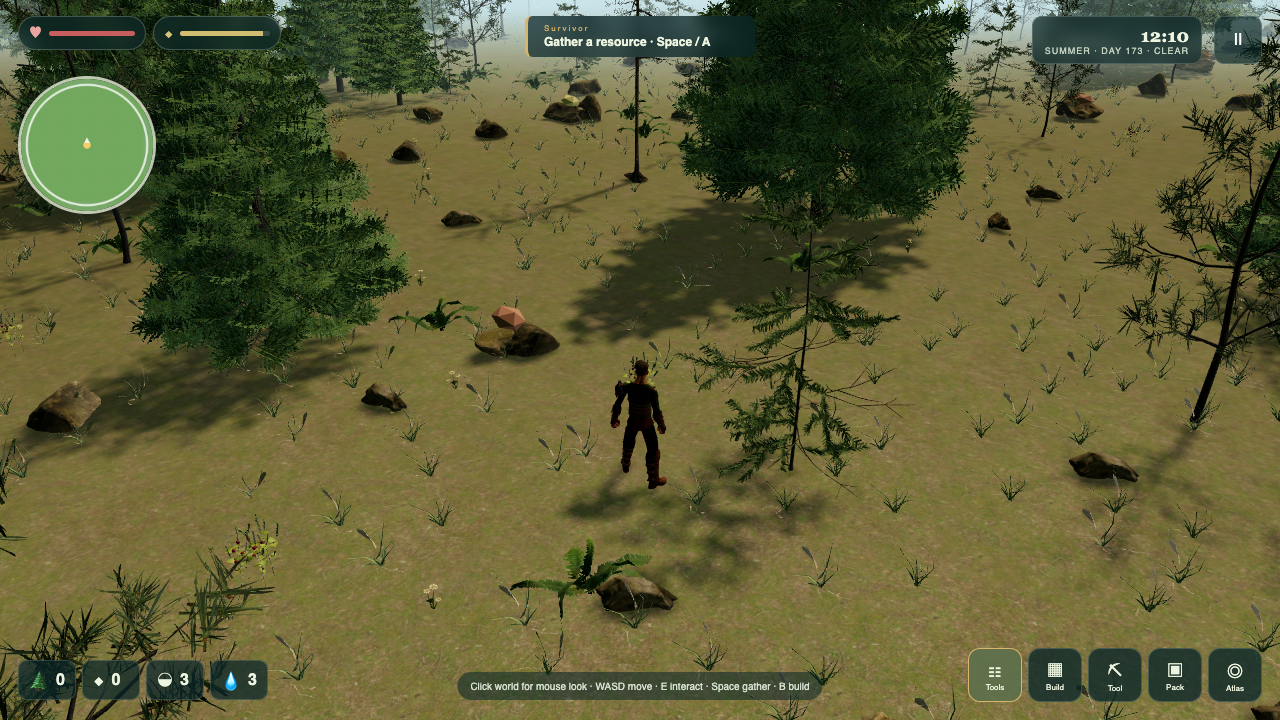 Survivor
Gather a resource · Space / A
12:10
SUMMER · DAY 173 · CLEAR
0
0
3
3
Click world for mouse look · WASD move · E interact · Space gather · B build
Tools
Build
Tool
Pack
Atlas